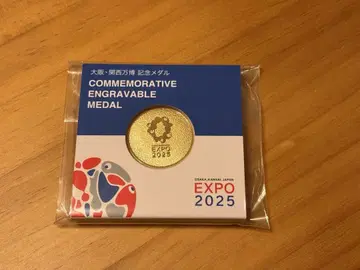 大阪・関西万博 記念メダル
COMMEMORATIVE
ENGRAVABLE
MEDAL
EXPO
2025
OSAKA, KANSAI, JAPAN
EXPO
2025